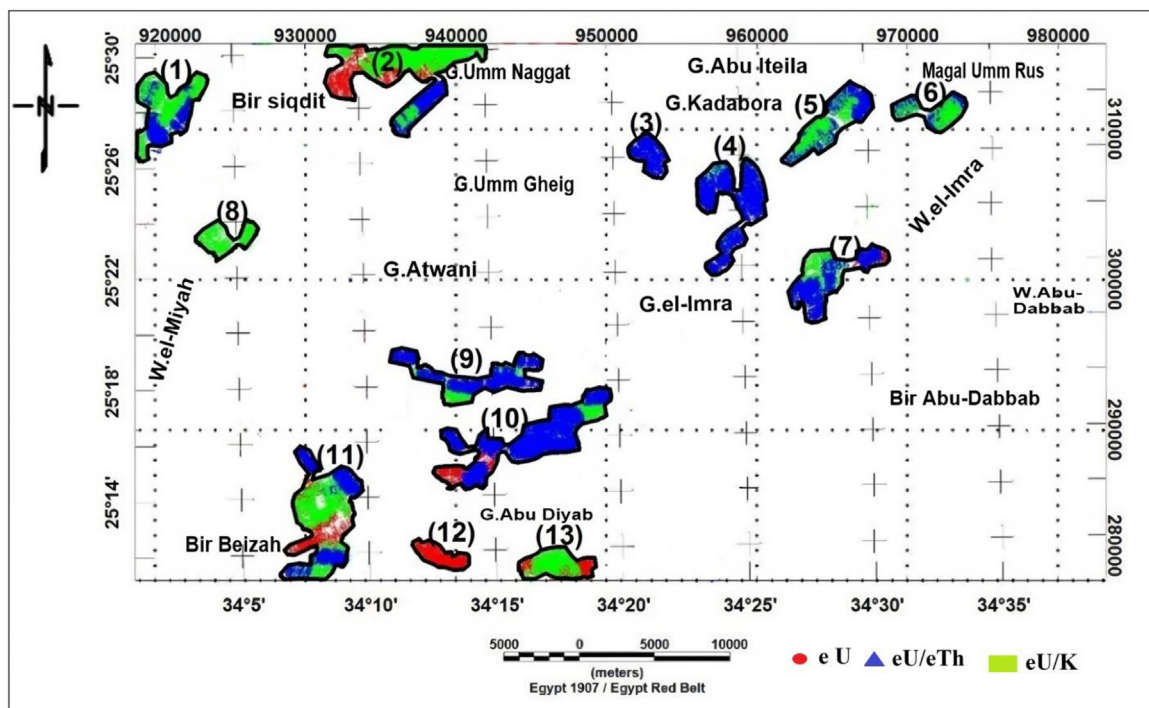 920000 930000 940000 950000 960000 970000 980000
25°30'
(1)
(2)
G.Umm Naggat
G.Abu Iteila
Magal Umm Rus
Bir siqdit
G.Kadabora
(5)
(6)
310000
(3)
(4)
25°26'
G.Umm Gheig
W.el-Imra
(8)
(7)
G.Atwani
25°22'
300000
G.el-Imra
W.Abu-
Dabbab
W.el-Miyah
(9)
25°18'
Bir Abu-Dabbab
(10)
290000
(11)
25°14'
G.Abu Diyab
(12)
(13)
Bir Beizah
280000
34°5' 34°10' 34°15' 34°20' 34°25' 34°30' 34°35'
5000 0 5000 10000
(meters)
Egypt 1907 / Egypt Red Belt
e U eU/eTh eU/K
N